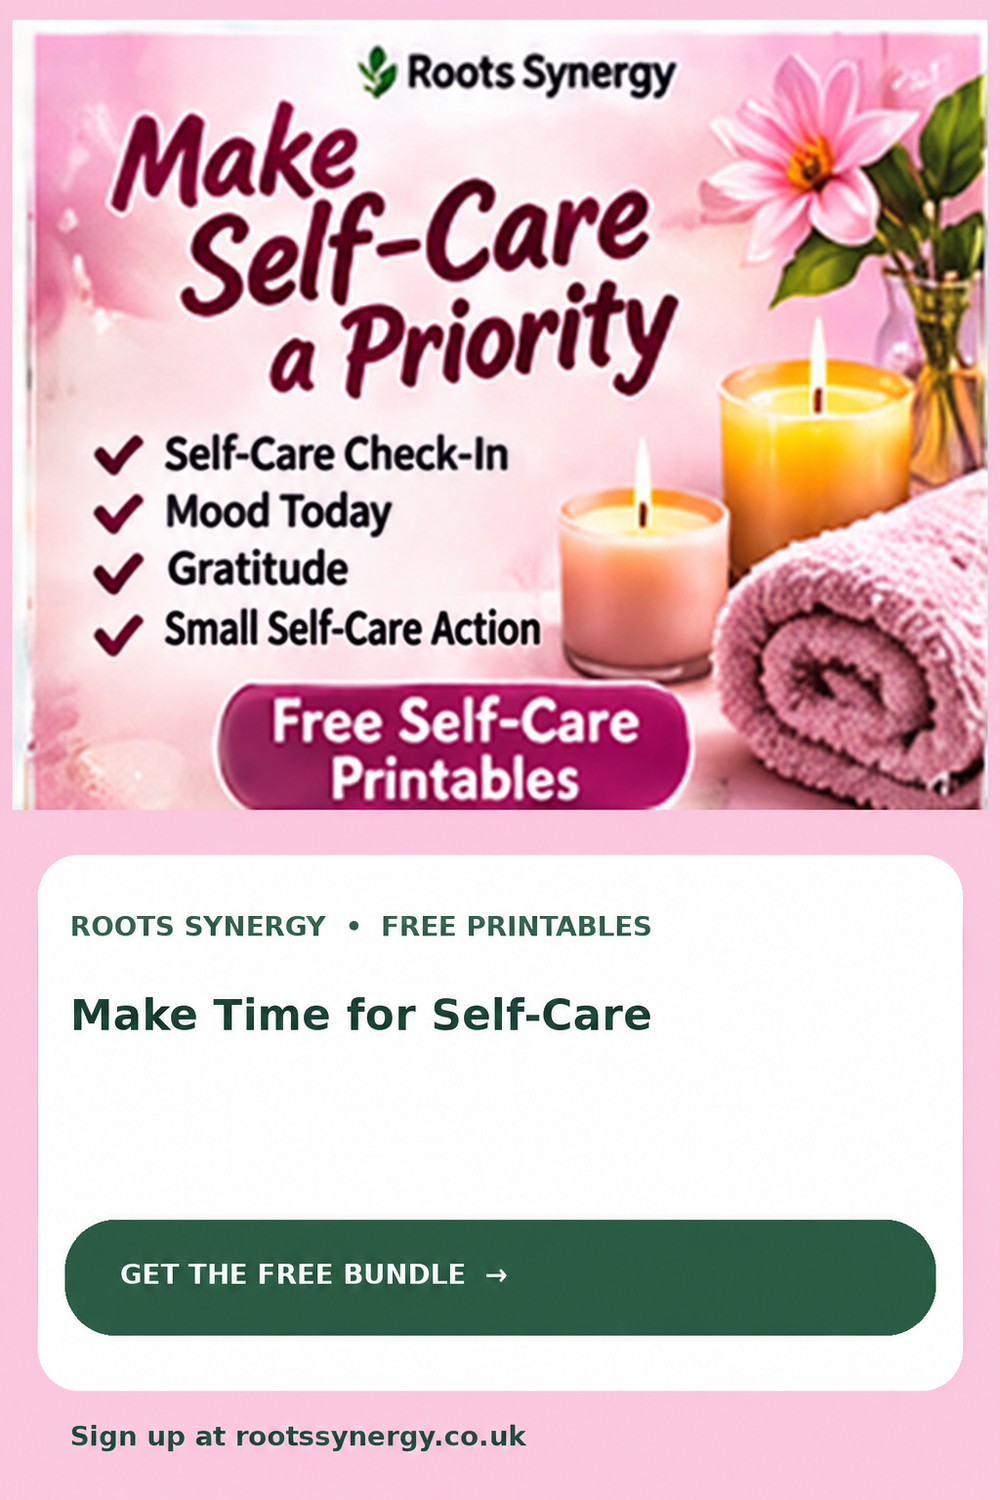 Roots Synergy
Make
Self-Care
a Priority
Self-Care Check-In
Mood Today
Gratitude
Small Self-Care Action
Free Self-Care
Printables
ROOTS SYNERGY • FREE PRINTABLES
Make Time for Self-Care
GET THE FREE BUNDLE →
Sign up at rootssynergy.co.uk